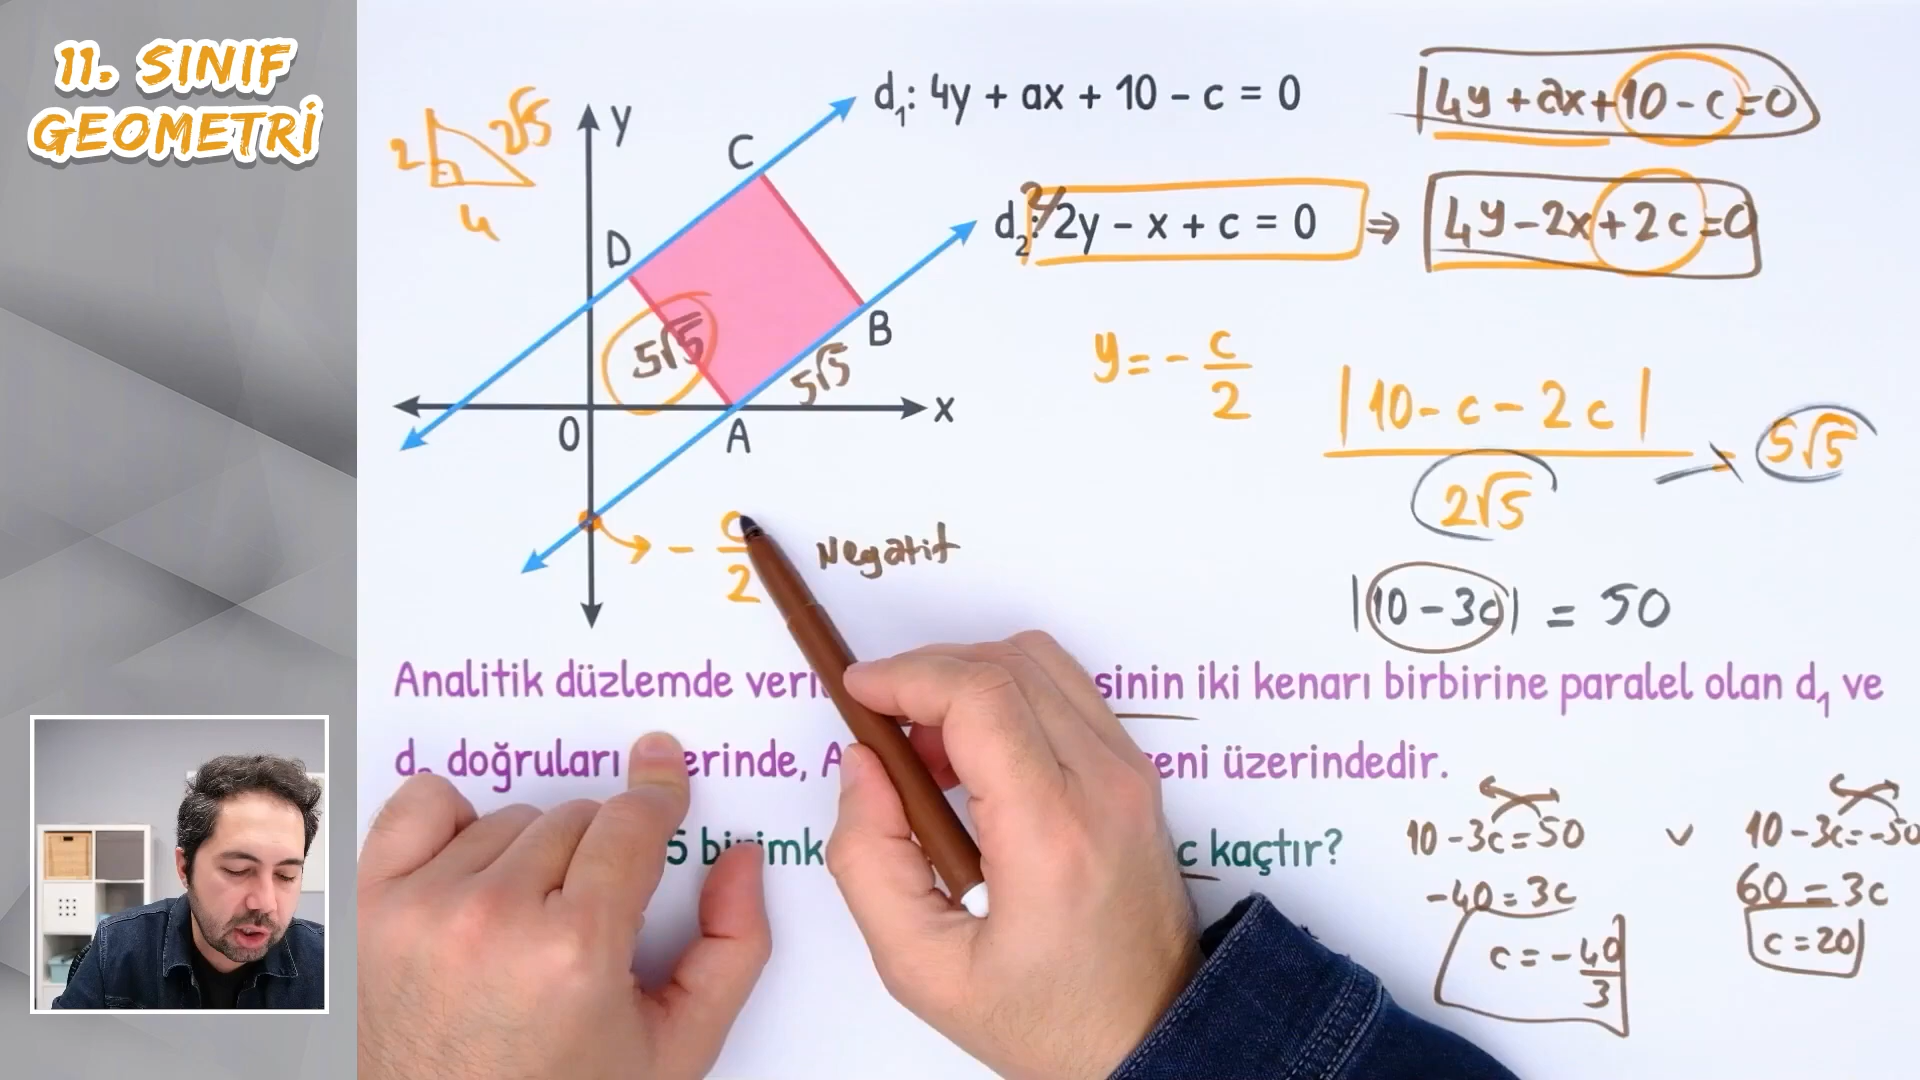 11. SINIF
GEOMETRİ
2
2√5
4
y
x
0
C
D
A
B
5√5
5√5
d₁: 4y + ax + 10 - c = 0
|4y + ax + 10 - c = 0
2/
d₂: 2y - x + c = 0
⇒
4y - 2x + 2c = 0
y = - c/2
|10 - c - 2c|
2√5
5√5
- c/2
Negatif
|10 - 3c| = 50
Analitik düzlemde sinin iki kenarı birbirine paralel olan d₁ ve
doğruları erinde, A eni üzerindedir.
c kaçtır?
10 - 3c = 50
v
10 - 3c = -50
-40 = 3c
60 = 3c
c = - 40/3
c = 20